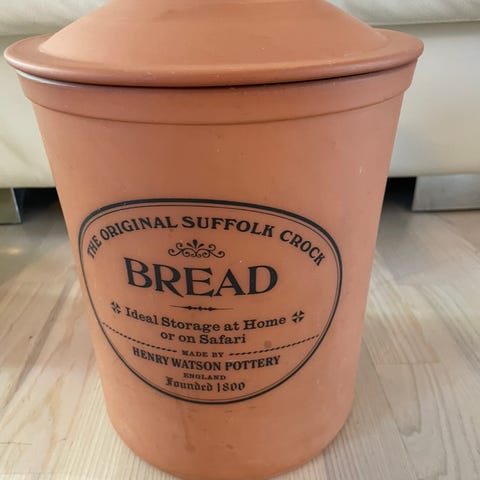 THE ORIGINAL SUFFOLK CROCK
BREAD
Ideal Storage at Home
or on Safari
MADE BY
HENRY WATSON POTTERY
ENGLAND
Founded 1800